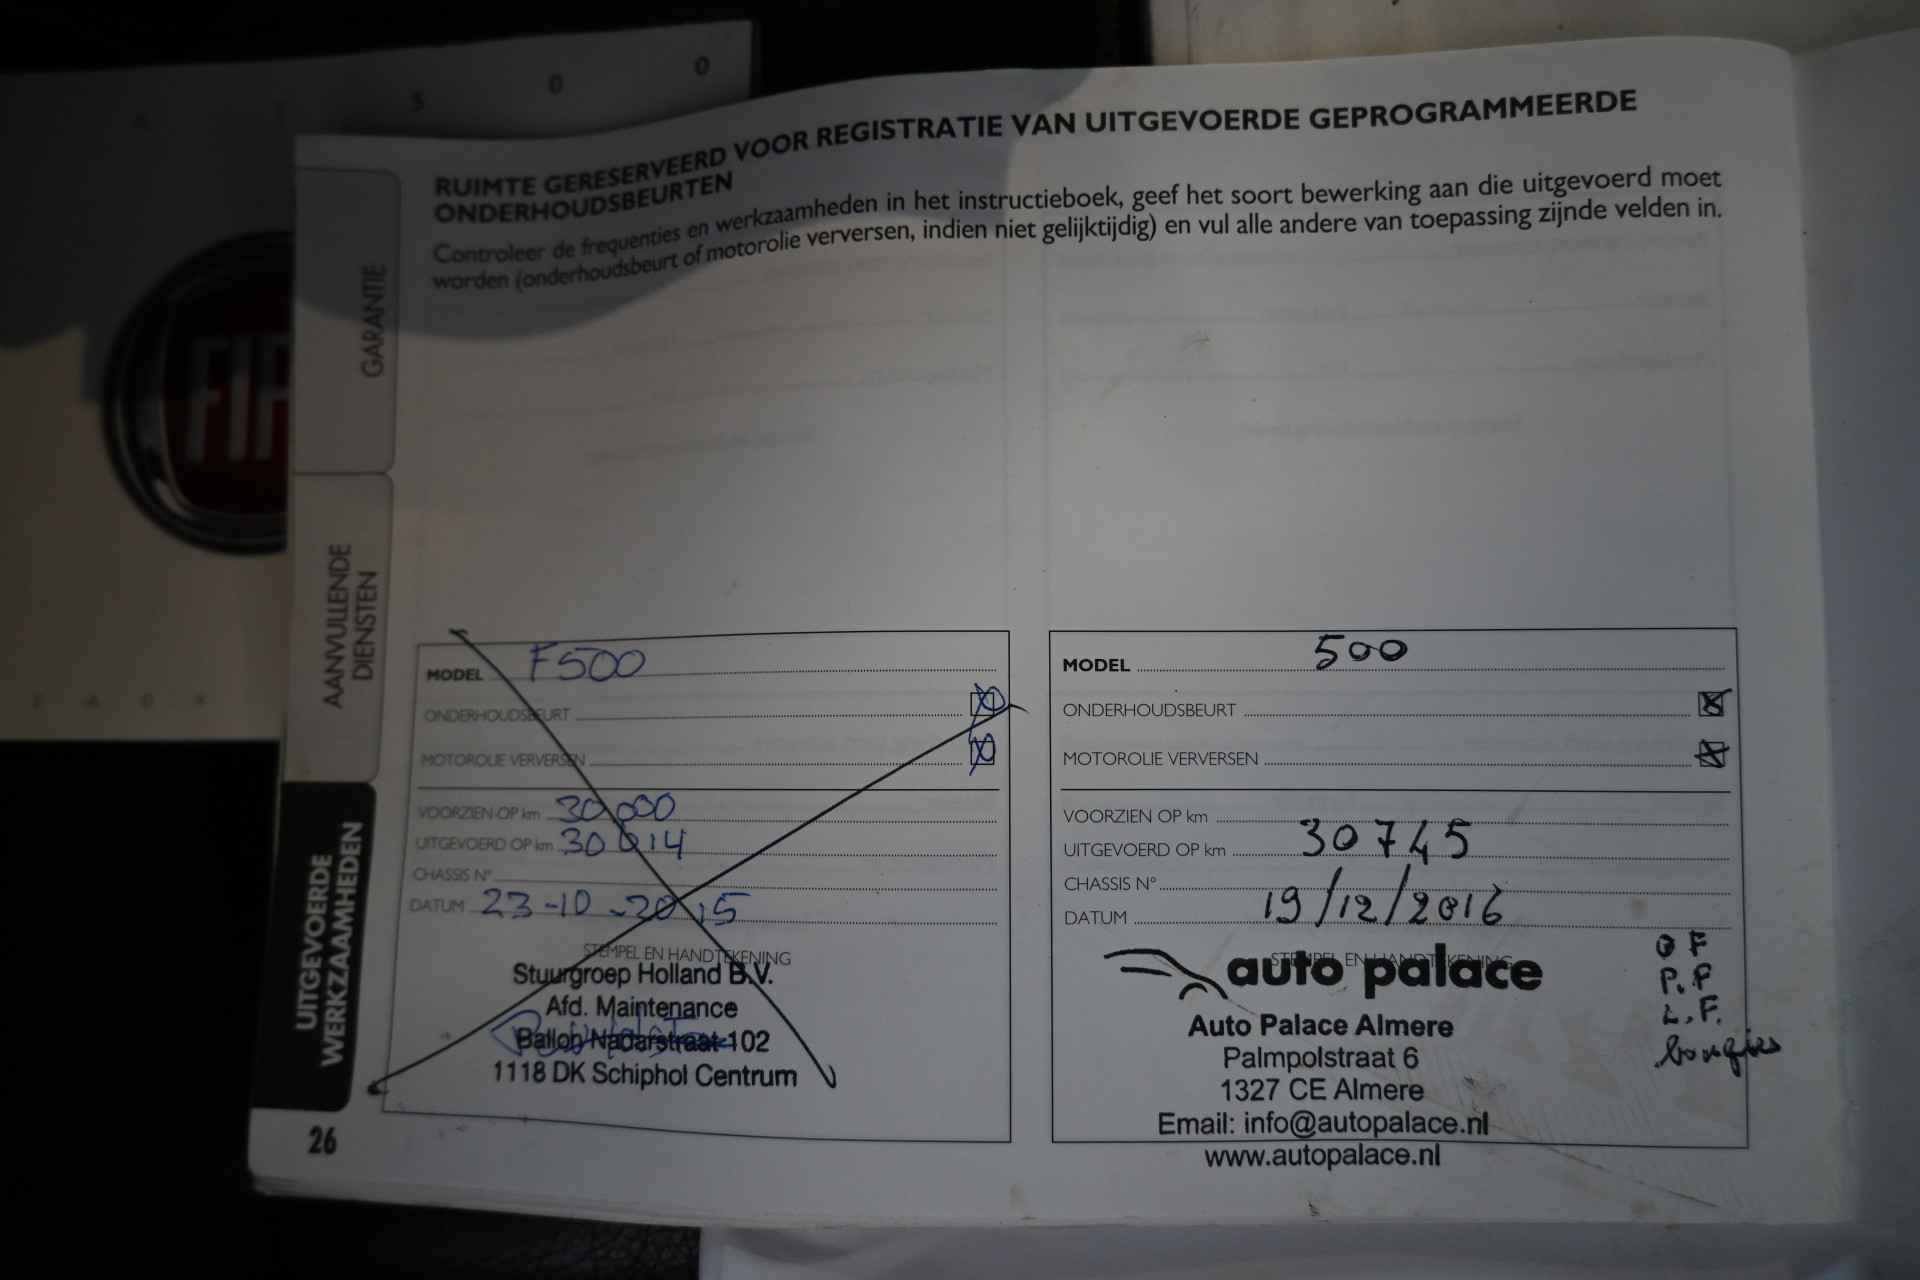 5 0 0
FIA
RUIMTE GERESERVEERD VOOR REGISTRATIE VAN UITGEVOERDE GEPROGRAMMEERDE
ONDERHOUDSBEURTEN
Controleer de frequenties en werkzaamheden in het instructieboek, geef het soort bewerking aan die uitgevoerd moet
worden (onderhoudsbeurt of motorolie verversen, indien niet gelijktijdig) en vul alle andere van toepassing zijnde velden in.
GARANTIE
AANVULLENDE
DIENSTEN
UITGEVOERDE
WERKZAAMHEDEN
26
MODEL F500
ONDERHOUDSBEURT
MOTOROLIE VERVERSEN
VOORZIEN OP km 30 000
UITGEVOERD OP km 30 014
CHASSIS N°
DATUM 23-10-2015
STEMPEL EN HANDTEKENING
Stuurgroep Holland B.V.
Afd. Maintenance
Ballon Nadarstraat 102
1118 DK Schiphol Centrum
MODEL 500
ONDERHOUDSBEURT
MOTOROLIE VERVERSEN
VOORZIEN OP km
UITGEVOERD OP km 30745
CHASSIS N°
DATUM 19/12/2016
STEMPEL EN HANDTEKENING
auto palace
Auto Palace Almere
Palmpolstraat 6
1327 CE Almere
Email: info@autopalace.nl
www.autopalace.nl
O F
P.F
L.F.
bougies